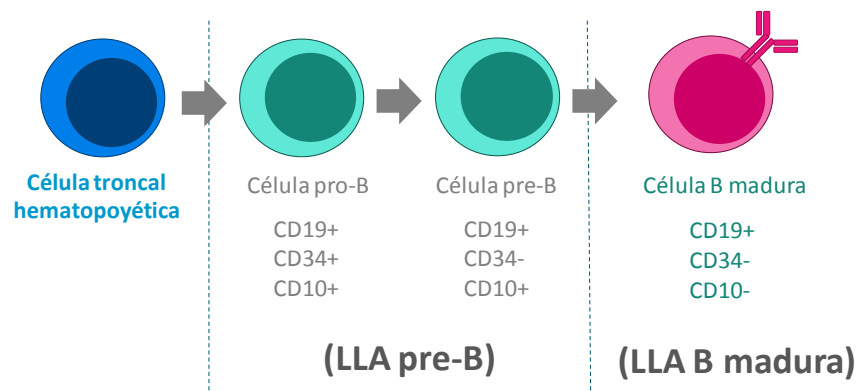 Célula troncal
hematopoyética
Célula pro-B
CD19+
CD34+
CD10+
Célula pre-B
CD19+
CD34-
CD10+
Célula B madura
CD19+
CD34-
CD10-
(LLA pre-B)
(LLA B madura)